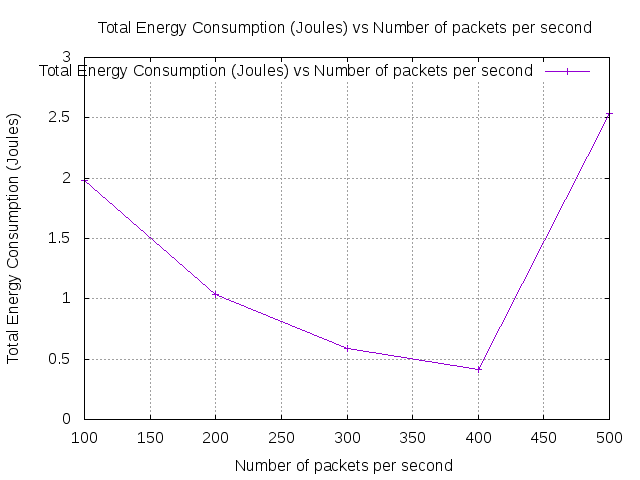 Total Energy Consumption (Joules) vs Number of packets per second
Total Energy Consumption (Joules) vs Number of packets per second
3
2.5
2
1.5
1
0.5
0
Total Energy Consumption (Joules)
100 150 200 250 300 350 400 450 500
Number of packets per second